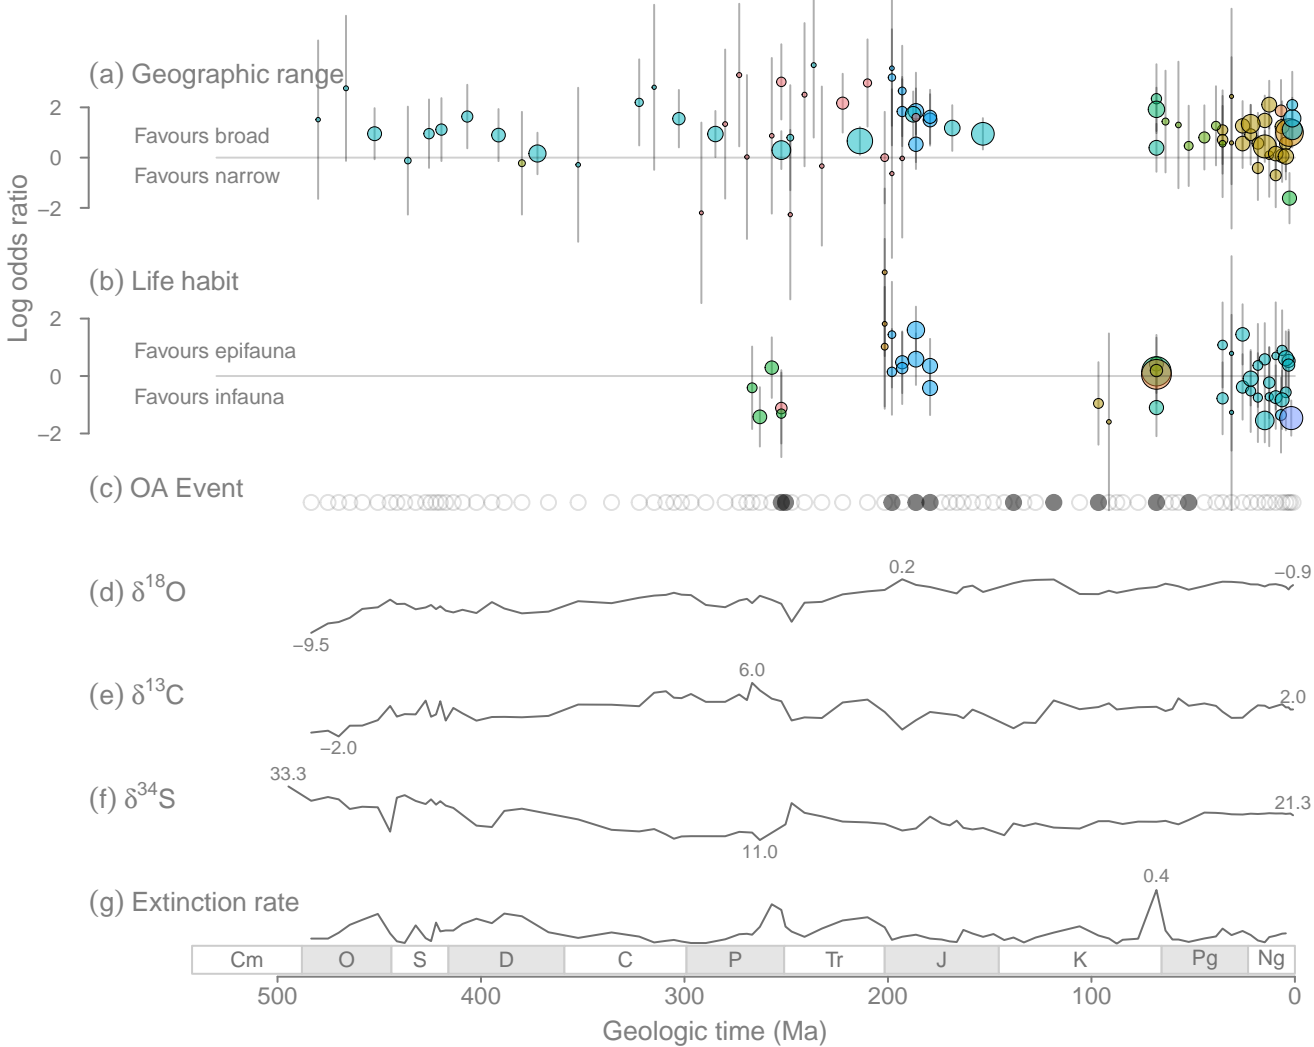 (a) Geographic range
2
Favours broad
0
Favours narrow
−2
Log odds ratio
(b) Life habit
2
Favours epifauna
0
Favours infauna
−2
(c) OA Event
0.2
−0.9
(d) δ18O
−9.5
6.0
(e) δ13C
2.0
−2.0
33.3
(f) δ34S
21.3
11.0
0.4
(g) Extinction rate
Cm O S D C P Tr J K Pg Ng
500 400 300 200 100 0
Geologic time (Ma)